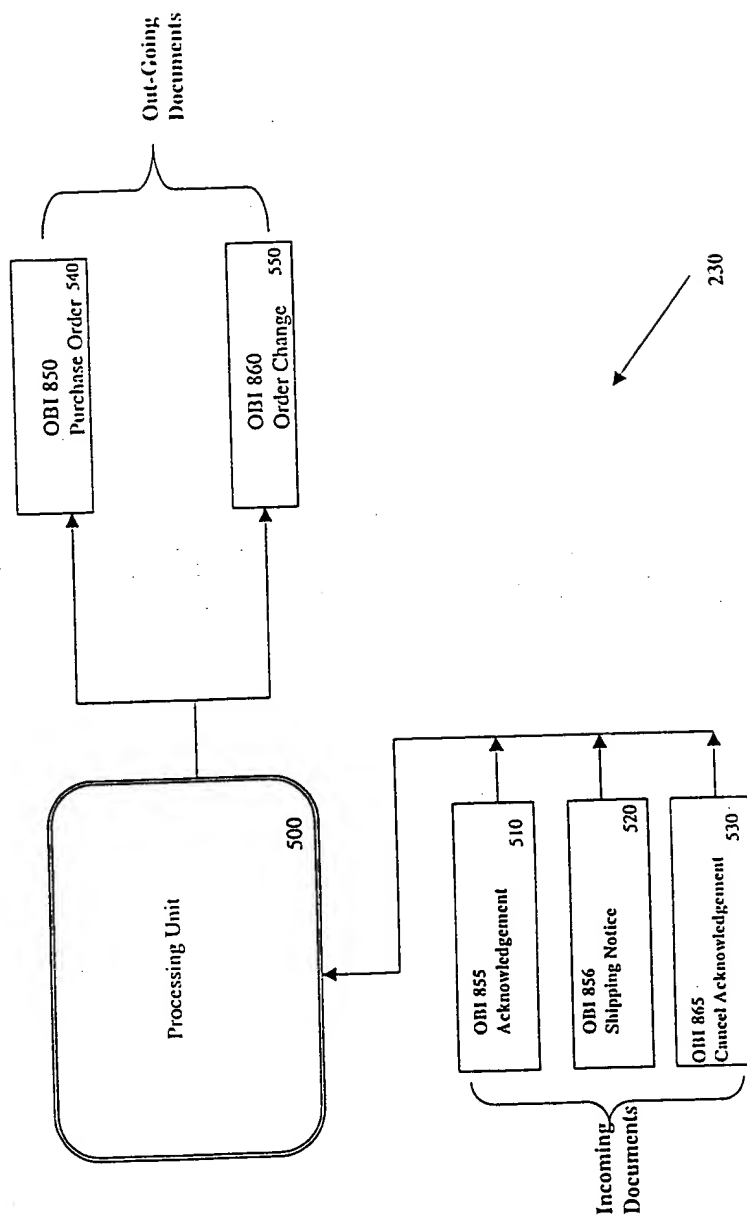 Out-Going
Documents
OBI 850
Purchase Order 540
OBI 860
Order Change 550
Processing Unit
500
230
OBI 855
Acknowledgement
510
OBI 856
Shipping Notice
520
OBI 865
Cancel Acknowledgement
530
Incoming
Documents